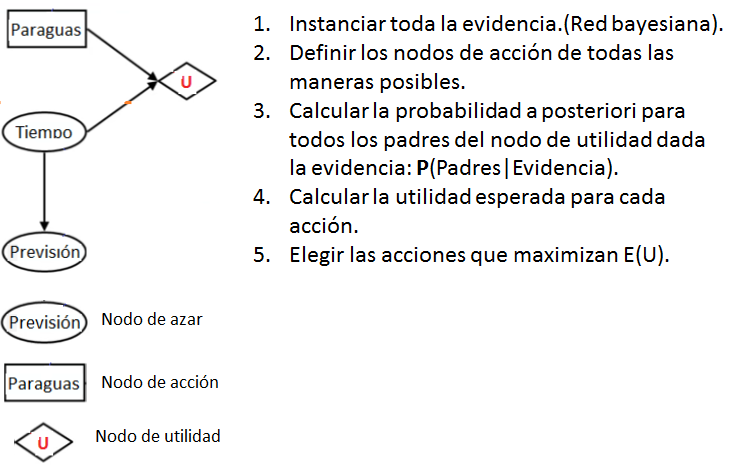 Paraguas
U
Tiempo
Previsión
1. Instanciar toda la evidencia.(Red bayesiana).
2. Definir los nodos de acción de todas las
maneras posibles.
3. Calcular la probabilidad a posteriori para
todos los padres del nodo de utilidad dada
la evidencia: P(Padres|Evidencia).
4. Calcular la utilidad esperada para cada
acción.
5. Elegir las acciones que maximizan E(U).
Previsión Nodo de azar
Paraguas Nodo de acción
U Nodo de utilidad